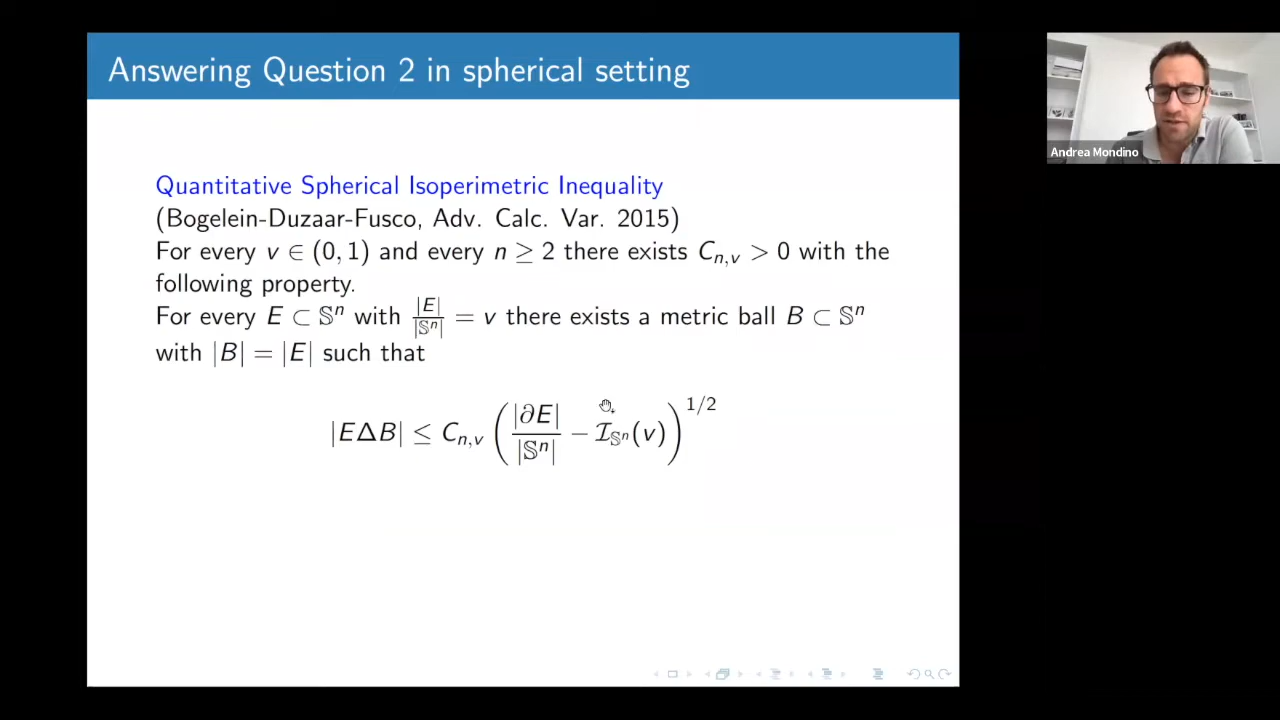 Answering Question 2 in spherical setting
Andrea Mondino
Quantitative Spherical Isoperimetric Inequality
(Bogelein-Duzaar-Fusco, Adv. Calc. Var. 2015)
For every v ∈ (0, 1) and every n ≥ 2 there exists C_{n,v} > 0 with the
following property.
For every E ⊂ 𝕊^n with |E|/|𝕊^n| = v there exists a metric ball B ⊂ 𝕊^n
with |B| = |E| such that
|EΔB| ≤ C_{n,v} (|∂E|/|𝕊^n| − ℐ_{𝕊^n}(v))^{1/2}